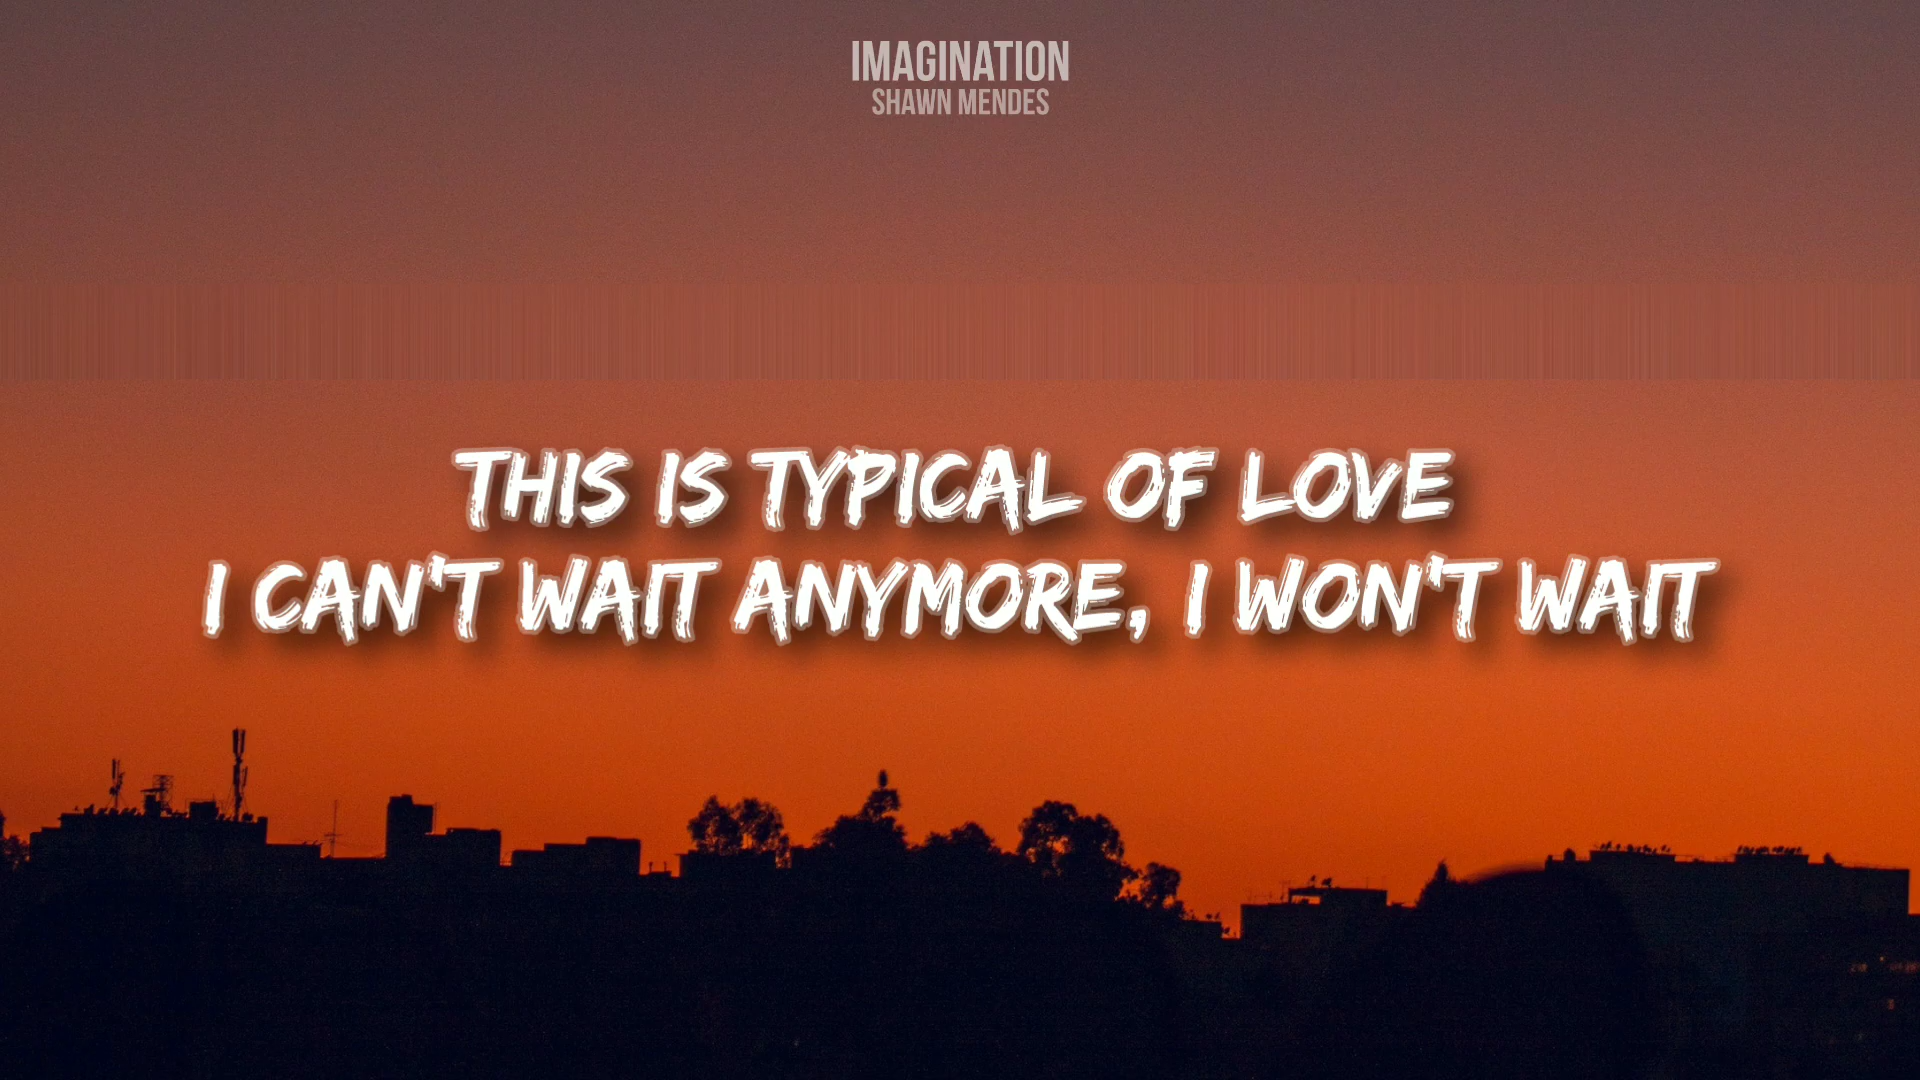 IMAGINATION
SHAWN MENDES
THIS IS TYPICAL OF LOVE
I CAN'T WAIT ANYMORE, I WON'T WAIT